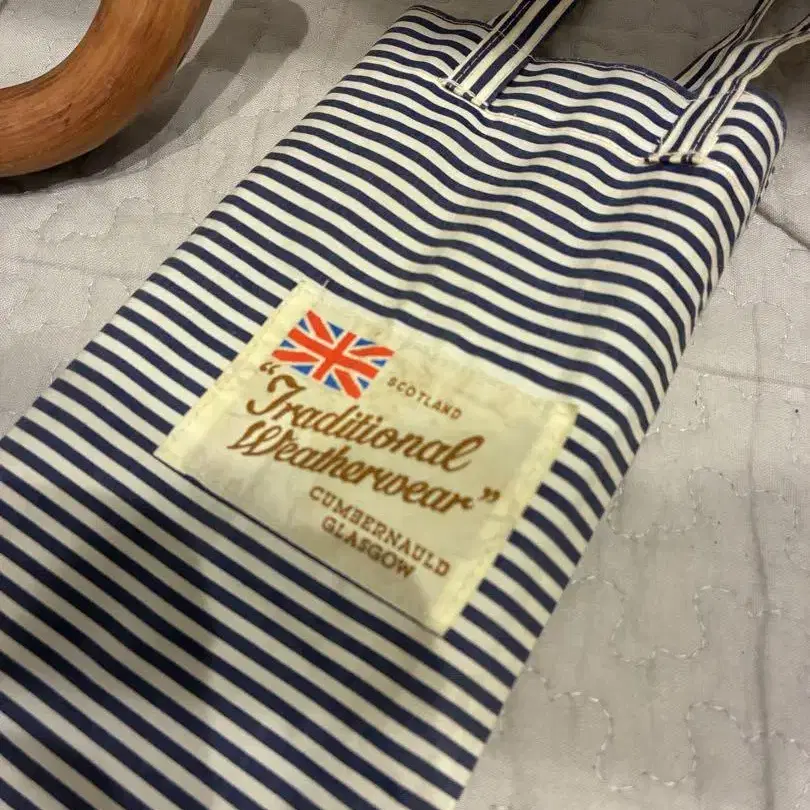 SCOTLAND
"Traditional
Weatherwear"
CUMBERNAULD
GLASGOW